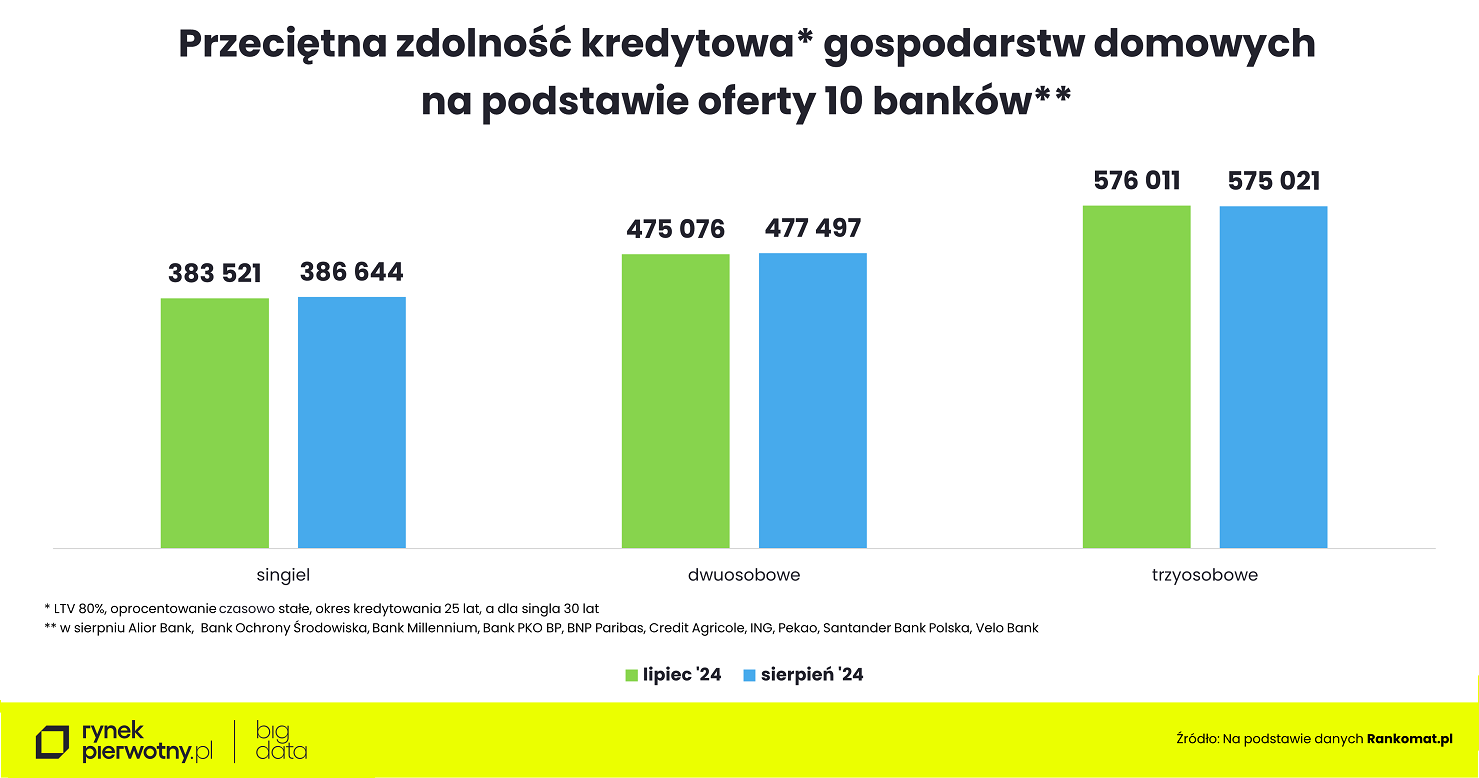 Przeciętna zdolność kredytowa* gospodarstw domowych
na podstawie oferty 10 banków**
383 521
386 644
475 076
477 497
576 011
575 021
singiel
dwuosobowe
trzyosobowe
* LTV 80%, oprocentowanie czasowo stałe, okres kredytowania 25 lat, a dla singla 30 lat
** w sierpniu Alior Bank, Bank Ochrony Środowiska, Bank Millennium, Bank PKO BP, BNP Paribas, Credit Agricole, ING, Pekao, Santander Bank Polska, Velo Bank
lipiec '24
sierpień '24
rynek
pierwotny.pl
big
data
Źródło: Na podstawie danych Rankomat.pl